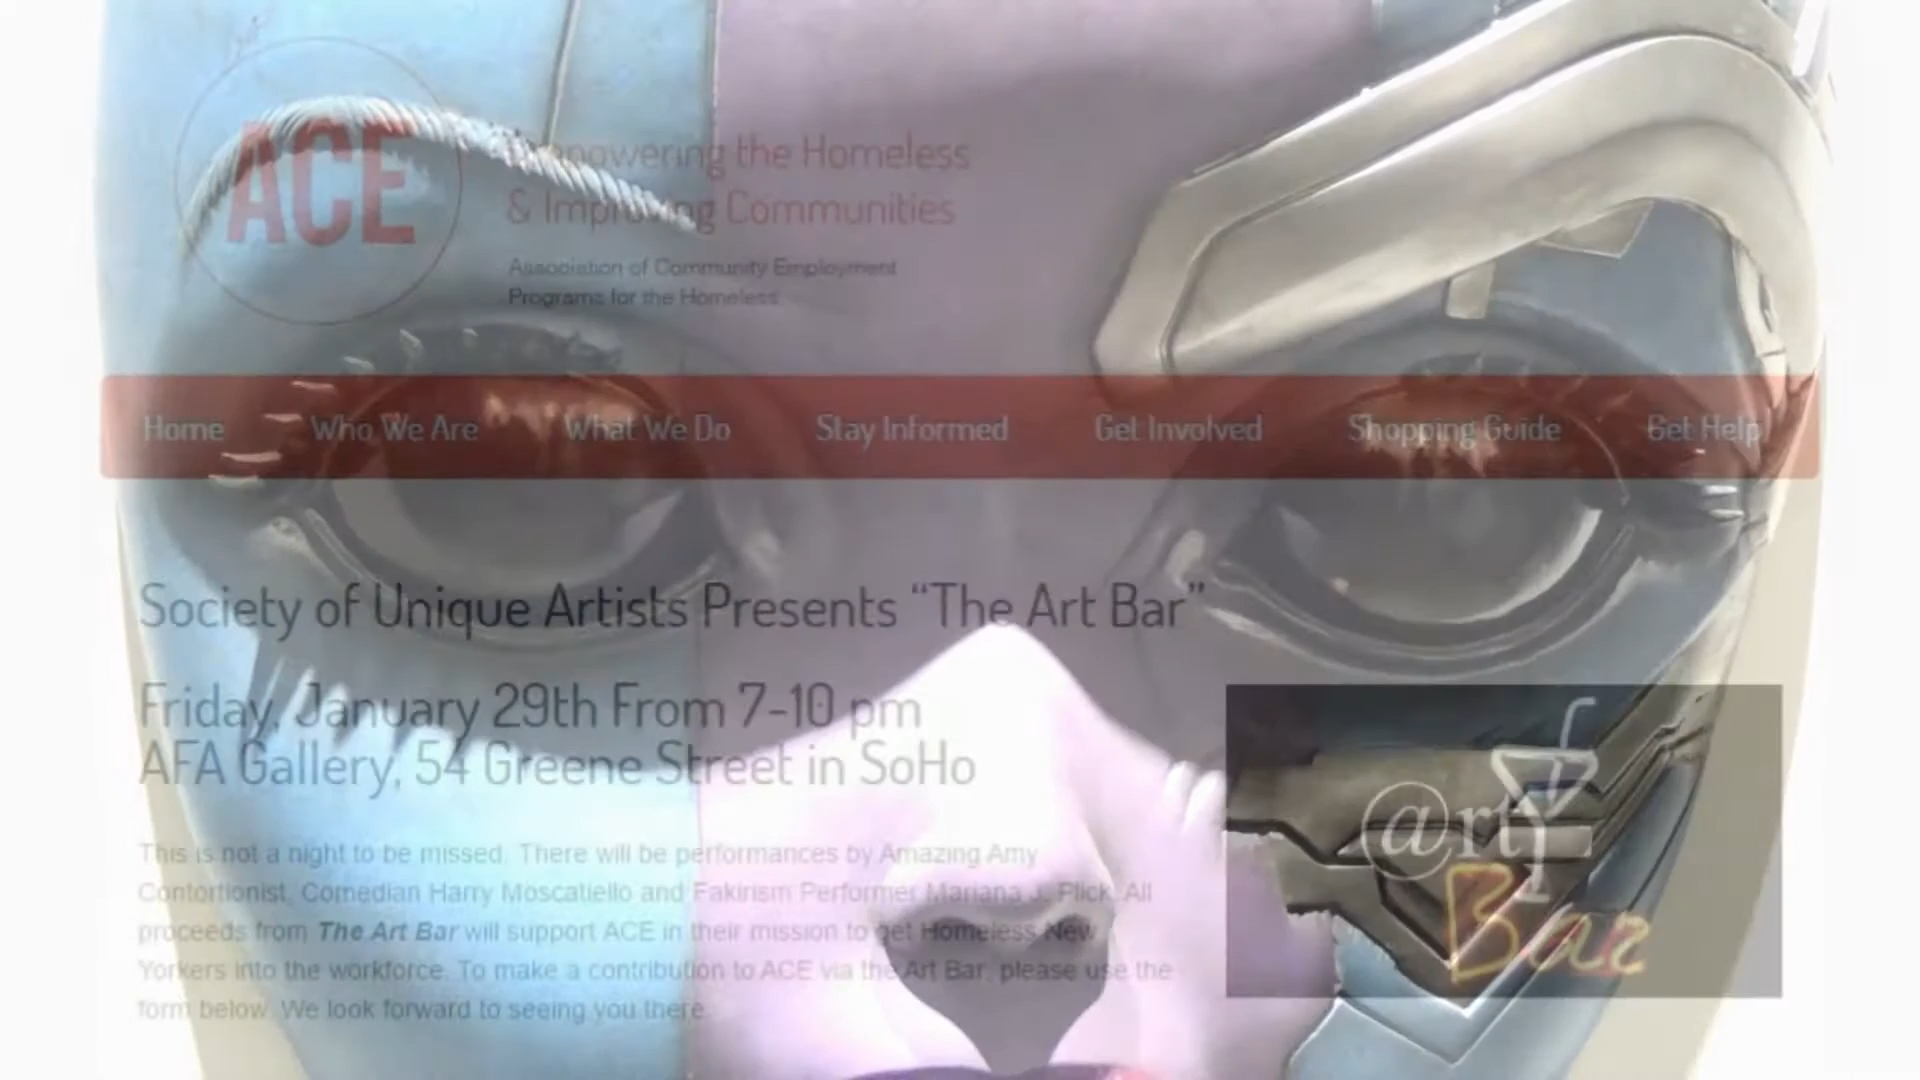 ACE
Empowering the Homeless
& Improving Communities
Association of Community Employment
Programs for the Homeless
Home Who We Are What We Do Stay Informed Get Involved Shopping Guide Get Help
Society of Unique Artists Presents “The Art Bar”
Friday, January 29th From 7-10 pm
AFA Gallery, 54 Greene Street in SoHo
This is not a night to be missed. There will be performances by Amazing Amy
Contortionist, Comedian Harry Moscatiello and Fakirism Performer Mariana J. Plick. All
proceeds from The Art Bar will support ACE in their mission to get Homeless New
Yorkers into the workforce. To make a contribution to ACE via the Art Bar, please use the
form below. We look forward to seeing you there.
@rty
Bar